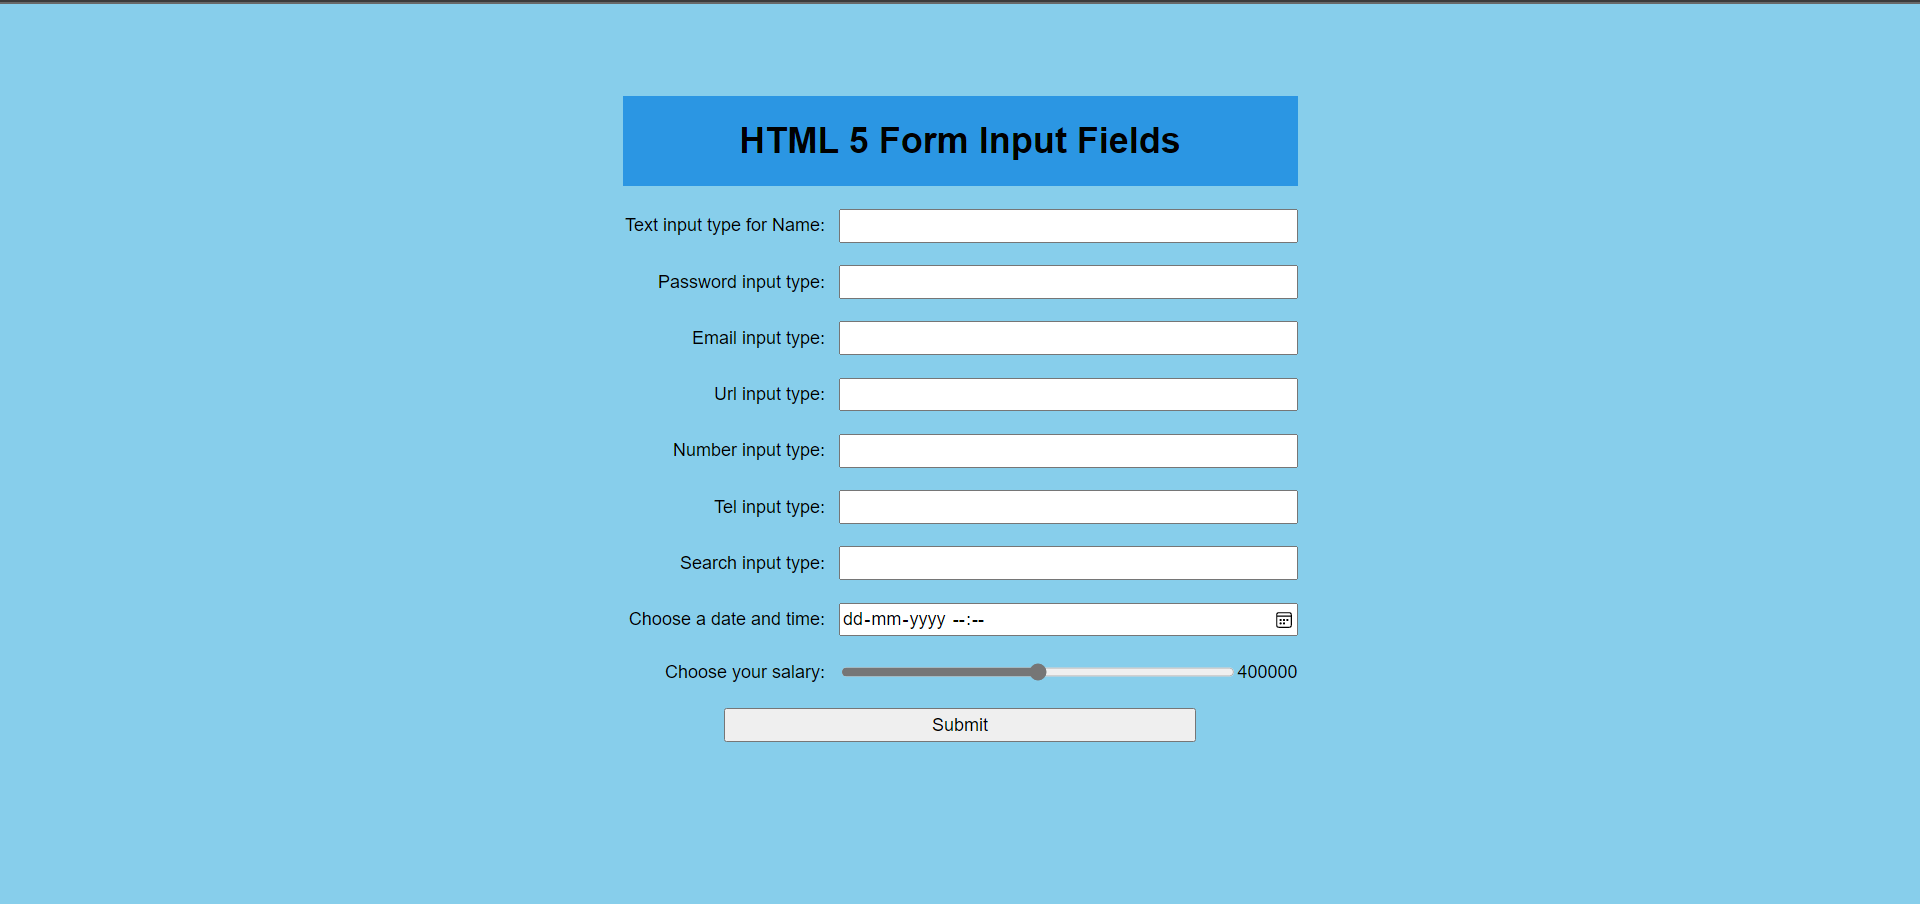 HTML 5 Form Input Fields
Text input type for Name:
Password input type:
Email input type:
Url input type:
Number input type:
Tel input type:
Search input type:
Choose a date and time: dd-mm-yyyy --:--
Choose your salary: 400000
Submit